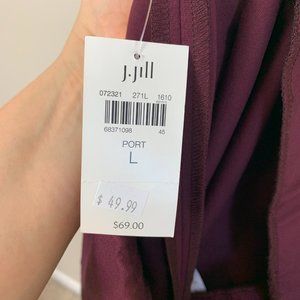 J.Jill
072321 271L 1610
68371098 45
PORT
L
$ 49.99
$69.00